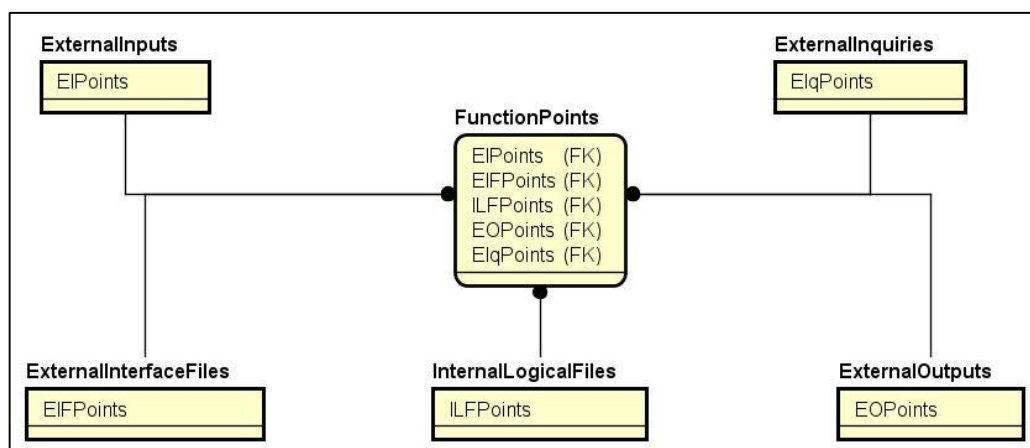 ExternalInputs
EIPoints
ExternalInquiries
EIqPoints
FunctionPoints
EIPoints (FK)
EIFPoints (FK)
ILFPoints (FK)
EOPoints (FK)
EIqPoints (FK)
ExternalInterfaceFiles
EIFPoints
InternalLogicalFiles
ILFPoints
ExternalOutputs
EOPoints